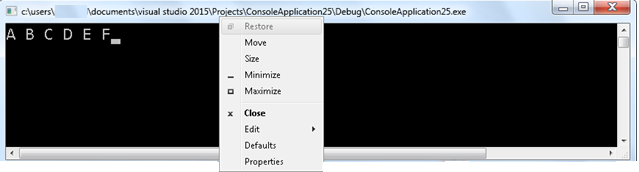 c:\users\ \documents\visual studio 2015\Projects\ConsoleApplication25\Debug\ConsoleApplication25.exe
A B C D E F_
Restore
Move
Size
Minimize
Maximize
Close
Edit
Defaults
Properties